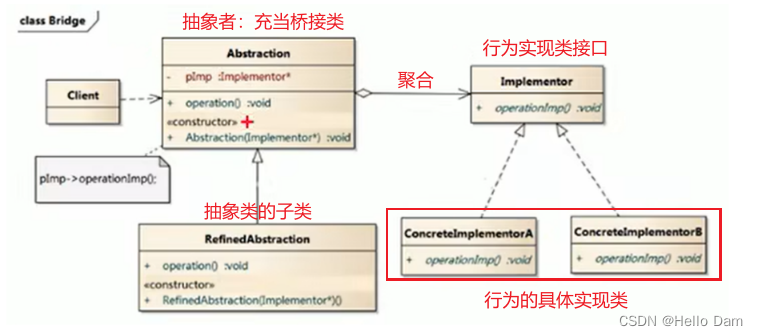 class Bridge
抽象者：充当桥接类
Abstraction
- pImp :Implementor*
+ operation() :void
«constructor»
+ Abstraction(Implementor*) :void
Client
聚合
行为实现类接口
Implementor
+ operationImp() :void
pImp->operationImp();
抽象类的子类
RefinedAbstraction
+ operation() :void
«constructor»
+ RefinedAbstraction(Implementor*)()
ConcreteImplementorA
+ operationImp() :void
ConcreteImplementorB
+ operationImp() :void
行为的具体实现类
CSDN @Hello Dam